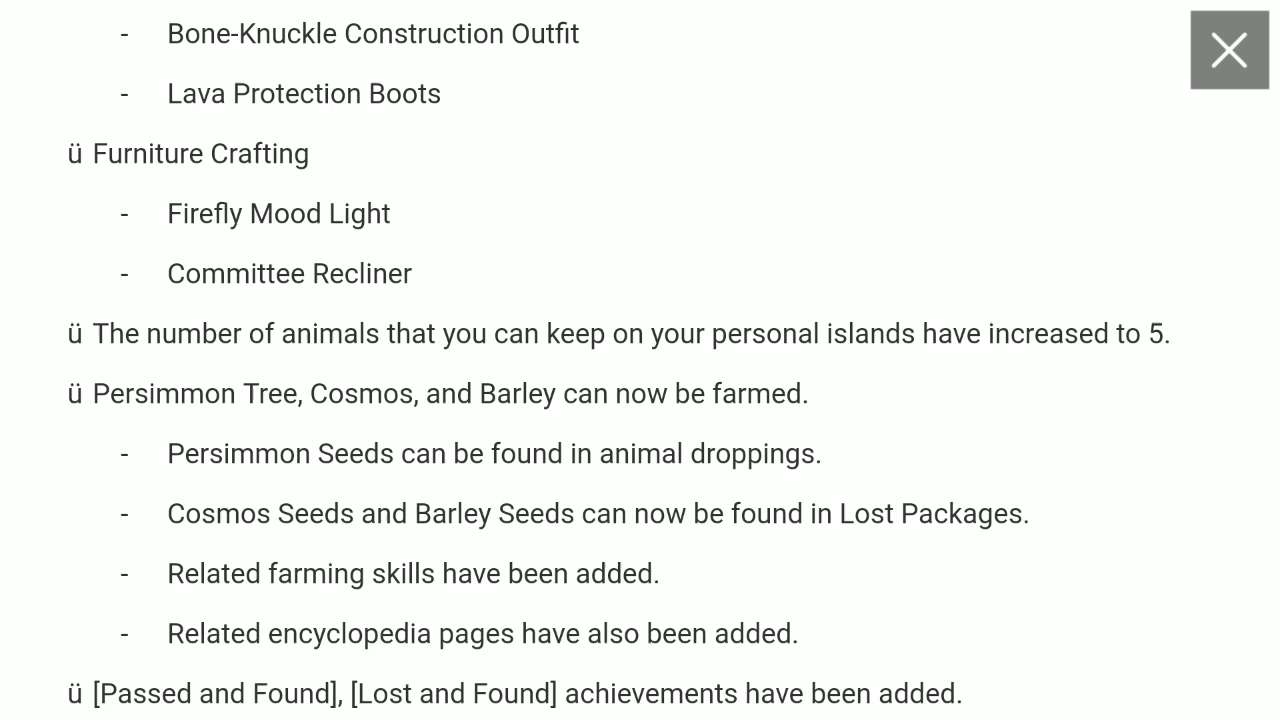 - Bone-Knuckle Construction Outfit
- Lava Protection Boots
ü Furniture Crafting
- Firefly Mood Light
- Committee Recliner
ü The number of animals that you can keep on your personal islands have increased to 5.
ü Persimmon Tree, Cosmos, and Barley can now be farmed.
- Persimmon Seeds can be found in animal droppings.
- Cosmos Seeds and Barley Seeds can now be found in Lost Packages.
- Related farming skills have been added.
- Related encyclopedia pages have also been added.
ü [Passed and Found], [Lost and Found] achievements have been added.